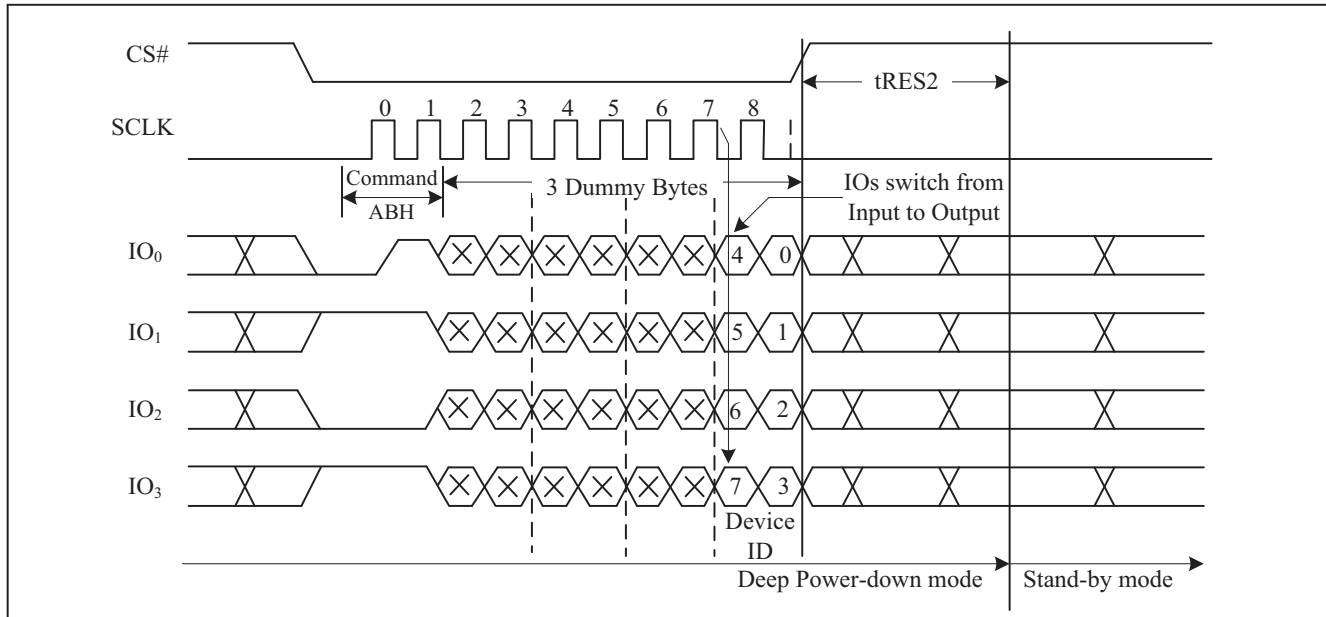 CS#
tRES2
0 1 2 3 4 5 6 7 8
SCLK
Command
ABH
3 Dummy Bytes
IOs switch from
Input to Output
IO0
4 0
IO1
5 1
IO2
6 2
IO3
7 3
Device
ID
Deep Power-down mode
Stand-by mode